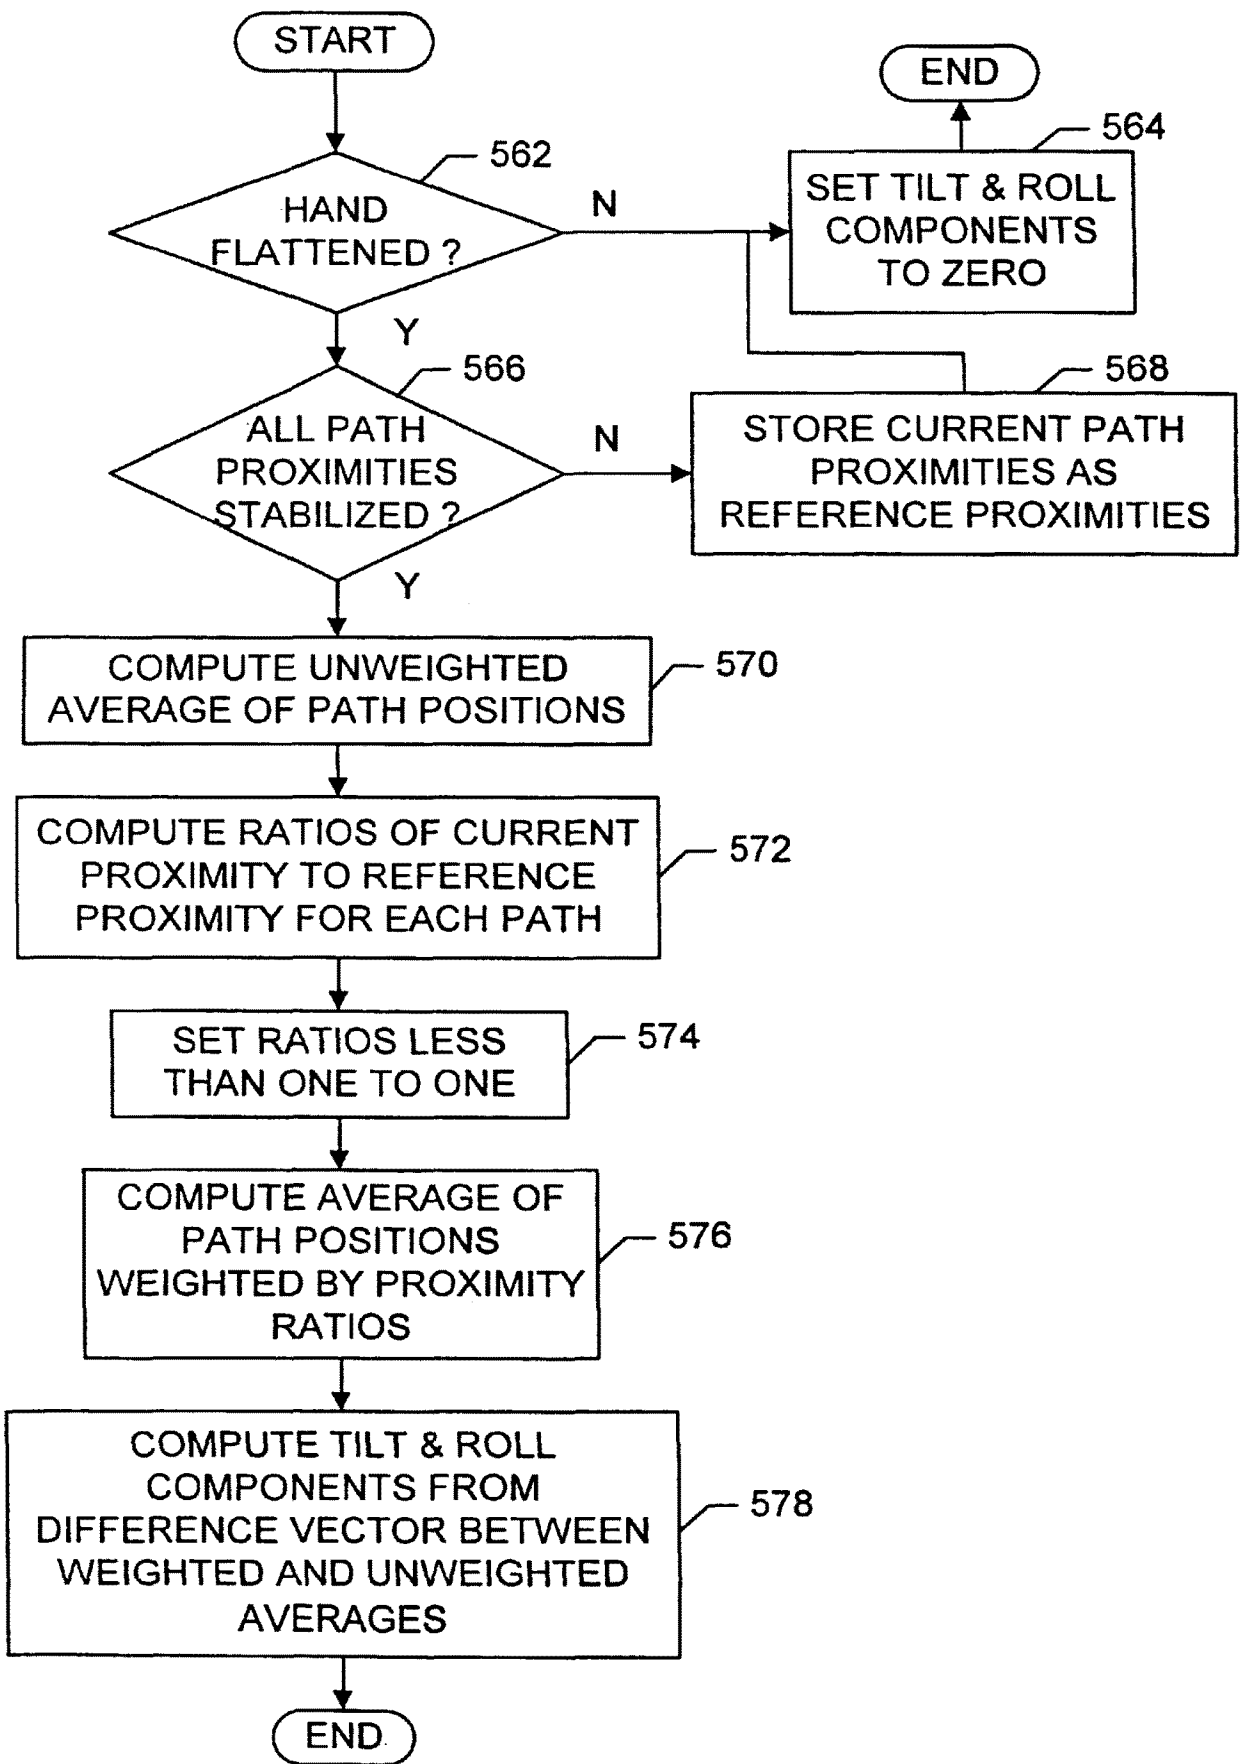 START
END
562
564
HAND
FLATTENED ?
N
SET TILT & ROLL
COMPONENTS
TO ZERO
Y
566
568
ALL PATH
PROXIMITIES
STABILIZED ?
N
STORE CURRENT PATH
PROXIMITIES AS
REFERENCE PROXIMITIES
Y
COMPUTE UNWEIGHTED
AVERAGE OF PATH POSITIONS
570
COMPUTE RATIOS OF CURRENT
PROXIMITY TO REFERENCE
PROXIMITY FOR EACH PATH
572
SET RATIOS LESS
THAN ONE TO ONE
574
COMPUTE AVERAGE OF
PATH POSITIONS
WEIGHTED BY PROXIMITY
RATIOS
576
COMPUTE TILT & ROLL
COMPONENTS FROM
DIFFERENCE VECTOR BETWEEN
WEIGHTED AND UNWEIGHTED
AVERAGES
578
END